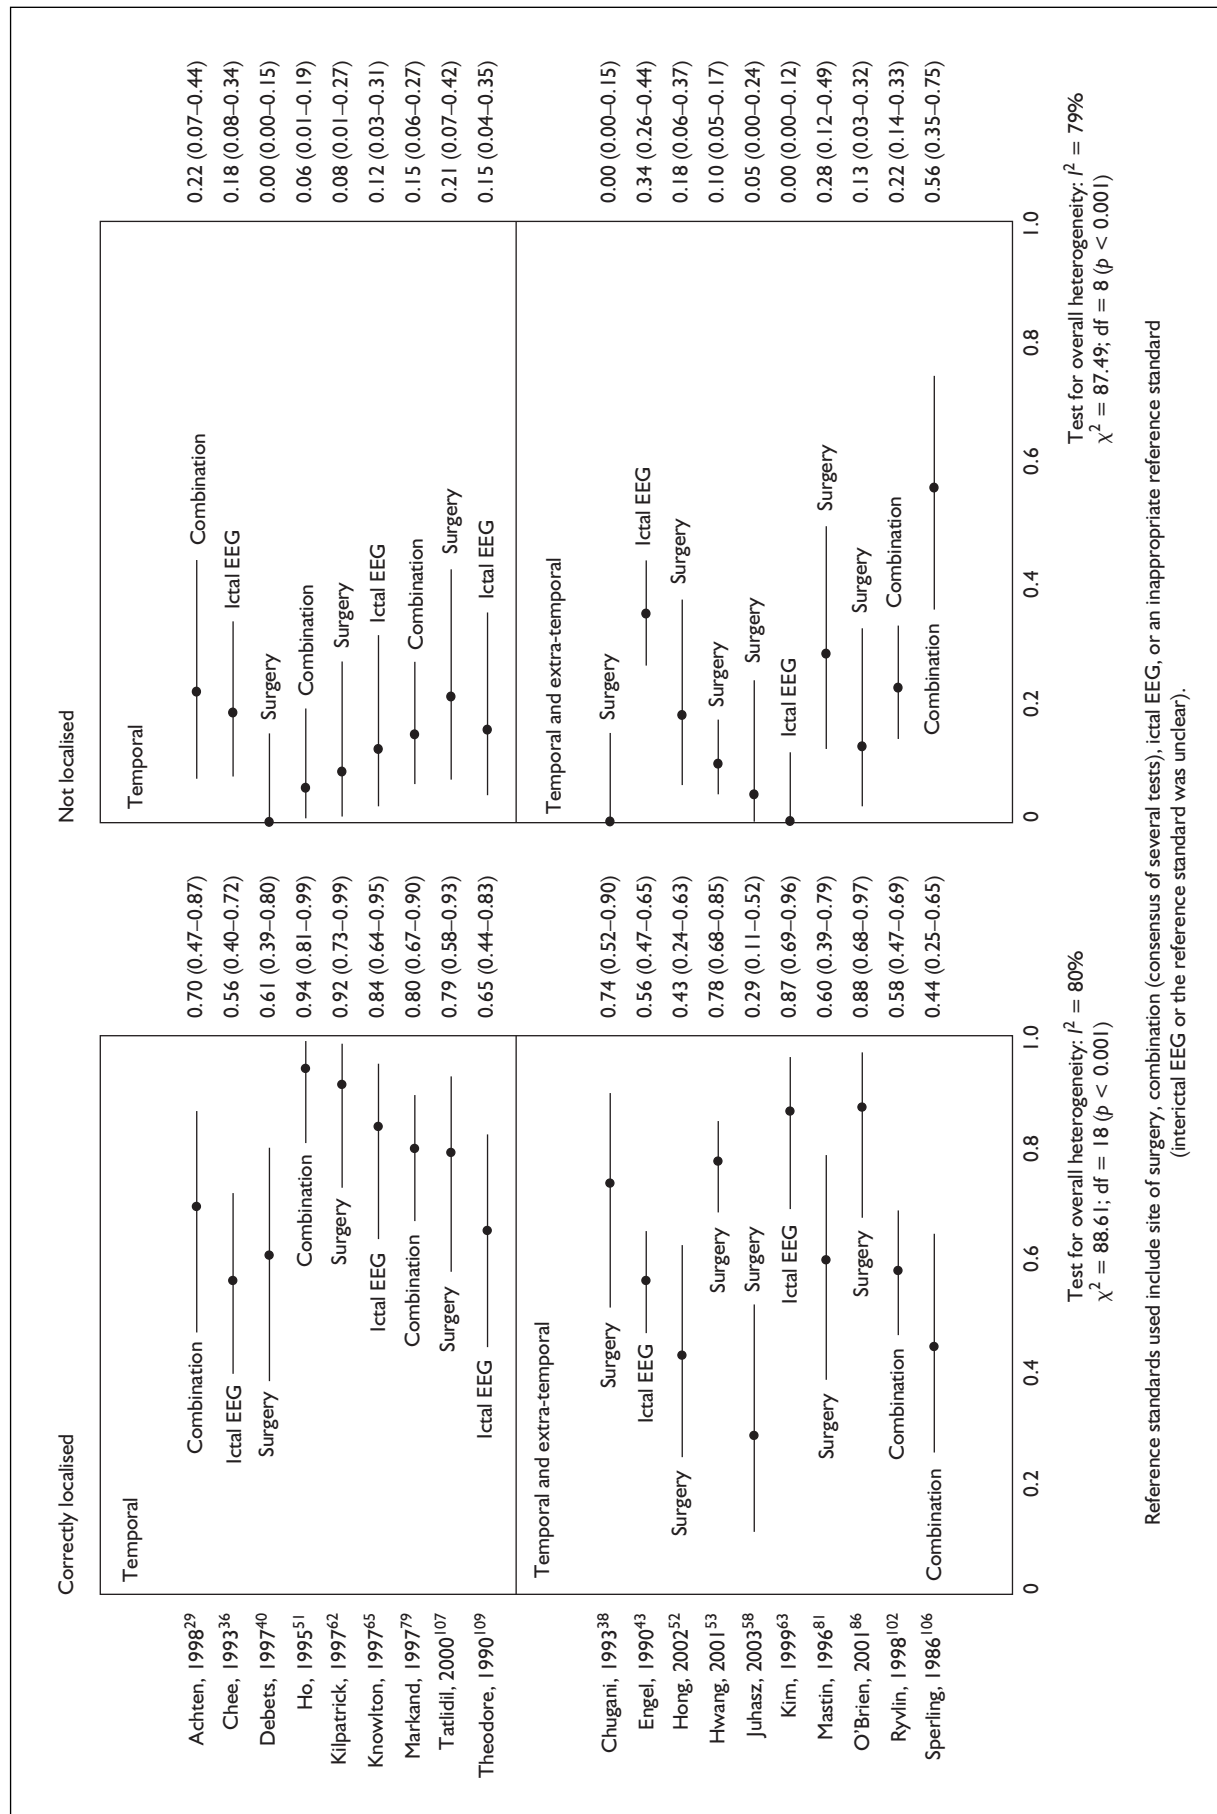 Correctly localised
Not localised
Temporal
Temporal
Achten, 1998²⁹ Combination 0.70 (0.47–0.87) Combination 0.22 (0.07–0.44)
Chee, 1993³⁶ Ictal EEG 0.56 (0.40–0.72) Ictal EEG 0.18 (0.08–0.34)
Debets, 1997⁴⁰ Surgery 0.61 (0.39–0.80) Surgery 0.00 (0.00–0.15)
Ho, 1995⁵¹ Combination 0.94 (0.81–0.99) Combination 0.06 (0.01–0.19)
Kilpatrick, 1997⁶² Surgery 0.92 (0.73–0.99) Surgery 0.08 (0.01–0.27)
Knowlton, 1997⁶⁵ Ictal EEG 0.84 (0.64–0.95) Ictal EEG 0.12 (0.03–0.31)
Markand, 1997⁷⁹ Combination 0.80 (0.67–0.90) Combination 0.15 (0.06–0.27)
Tatlidil, 2000¹⁰⁷ Surgery 0.79 (0.58–0.93) Surgery 0.21 (0.07–0.42)
Theodore, 1990¹⁰⁹ Ictal EEG 0.65 (0.44–0.83) Ictal EEG 0.15 (0.04–0.35)
Temporal and extra-temporal
Temporal and extra-temporal
Chugani, 1993³⁸ Surgery 0.74 (0.52–0.90) Surgery 0.00 (0.00–0.15)
Engel, 1990⁴³ Ictal EEG 0.56 (0.47–0.65) Ictal EEG 0.34 (0.26–0.44)
Hong, 2002⁵² Surgery 0.43 (0.24–0.63) Surgery 0.18 (0.06–0.37)
Hwang, 2001⁵³ Surgery 0.78 (0.68–0.85) Surgery 0.10 (0.05–0.17)
Juhasz, 2003⁵⁸ Surgery 0.29 (0.11–0.52) Surgery 0.05 (0.00–0.24)
Kim, 1999⁶³ Ictal EEG 0.87 (0.69–0.96) Ictal EEG 0.00 (0.00–0.12)
Mastin, 1996⁸¹ Surgery 0.60 (0.39–0.79) Surgery 0.28 (0.12–0.49)
O'Brien, 2001⁸⁶ Surgery 0.88 (0.68–0.97) Surgery 0.13 (0.03–0.32)
Ryvlin, 1998¹⁰² Combination 0.58 (0.47–0.69) Combination 0.22 (0.14–0.33)
Sperling, 1986¹⁰⁶ Combination 0.44 (0.25–0.65) Combination 0.56 (0.35–0.75)
0 0.2 0.4 0.6 0.8 1.0
0 0.2 0.4 0.6 0.8 1.0
Test for overall heterogeneity: I² = 80%
χ² = 88.61; df = 18 (p < 0.001)
Test for overall heterogeneity: I² = 79%
χ² = 87.49; df = 8 (p < 0.001)
Reference standards used include site of surgery, combination (consensus of several tests), ictal EEG, or an inappropriate reference standard
(interictal EEG or the reference standard was unclear).